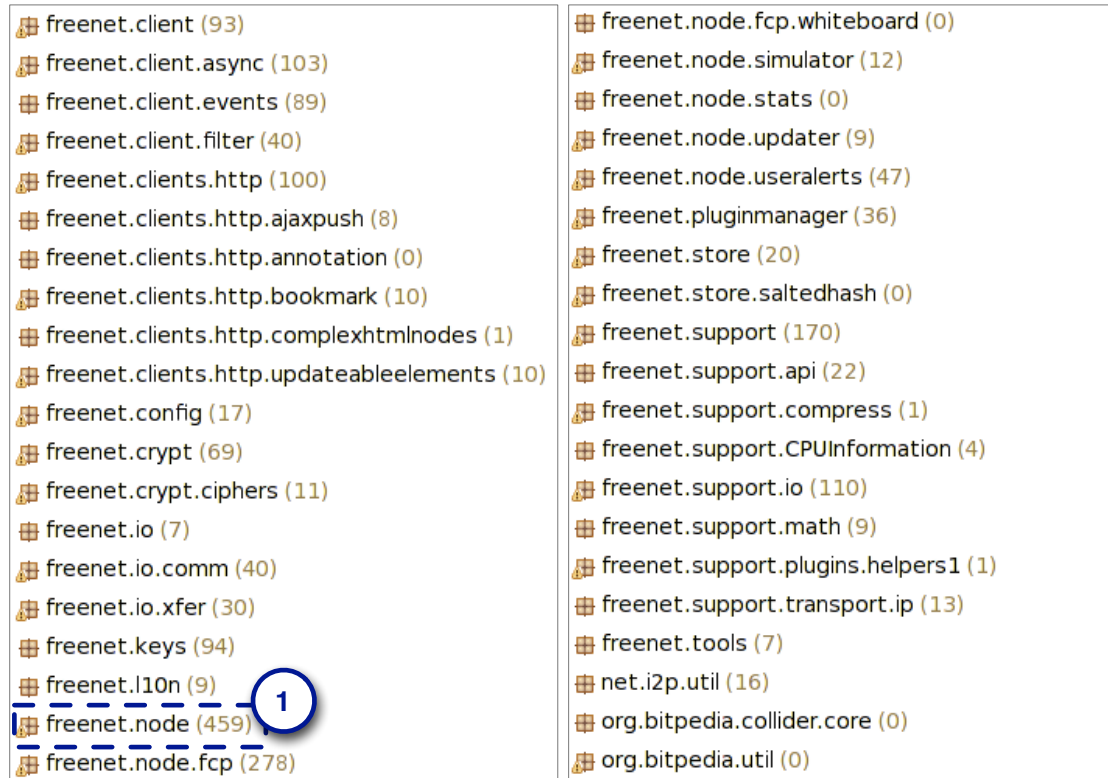 freenet.client (93)
freenet.client.async (103)
freenet.client.events (89)
freenet.client.filter (40)
freenet.clients.http (100)
freenet.clients.http.ajaxpush (8)
freenet.clients.http.annotation (0)
freenet.clients.http.bookmark (10)
freenet.clients.http.complexhtmlnodes (1)
freenet.clients.http.updateableelements (10)
freenet.config (17)
freenet.crypt (69)
freenet.crypt.ciphers (11)
freenet.io (7)
freenet.io.comm (40)
freenet.io.xfer (30)
freenet.keys (94)
freenet.l10n (9)
1
freenet.node (459)
freenet.node.fcp (278)
freenet.node.fcp.whiteboard (0)
freenet.node.simulator (12)
freenet.node.stats (0)
freenet.node.updater (9)
freenet.node.useralerts (47)
freenet.pluginmanager (36)
freenet.store (20)
freenet.store.saltedhash (0)
freenet.support (170)
freenet.support.api (22)
freenet.support.compress (1)
freenet.support.CPUInformation (4)
freenet.support.io (110)
freenet.support.math (9)
freenet.support.plugins.helpers1 (1)
freenet.support.transport.ip (13)
freenet.tools (7)
net.i2p.util (16)
org.bitpedia.collider.core (0)
org.bitpedia.util (0)